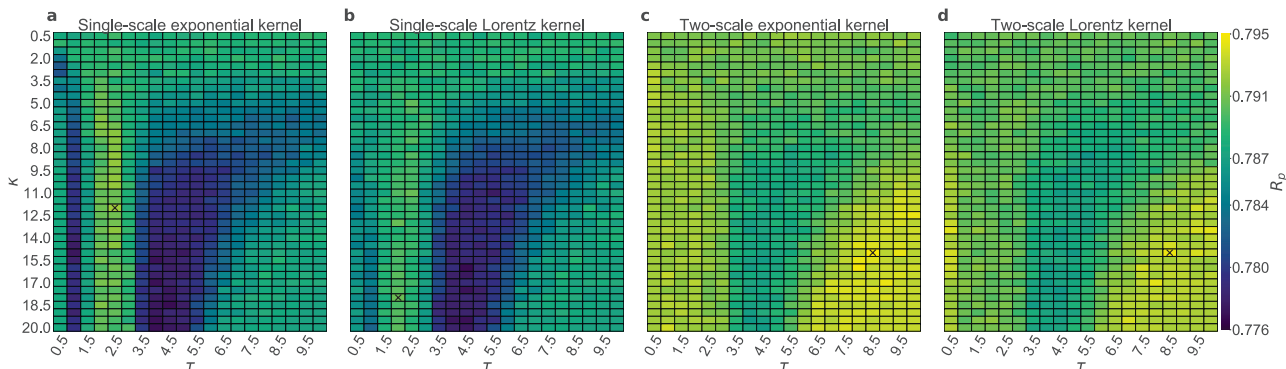 a Single-scale exponential kernel
b Single-scale Lorentz kernel
c Two-scale exponential kernel
d Two-scale Lorentz kernel
κ
0.5
2.0
3.5
5.0
6.5
8.0
9.5
11.0
12.5
14.0
15.5
17.0
18.5
20.0
0.5 1.5 2.5 3.5 4.5 5.5 6.5 7.5 8.5 9.5
0.5 1.5 2.5 3.5 4.5 5.5 6.5 7.5 8.5 9.5
0.5 1.5 2.5 3.5 4.5 5.5 6.5 7.5 8.5 9.5
0.5 1.5 2.5 3.5 4.5 5.5 6.5 7.5 8.5 9.5
0.795
0.791
0.787
0.784
0.780
0.776
Rp